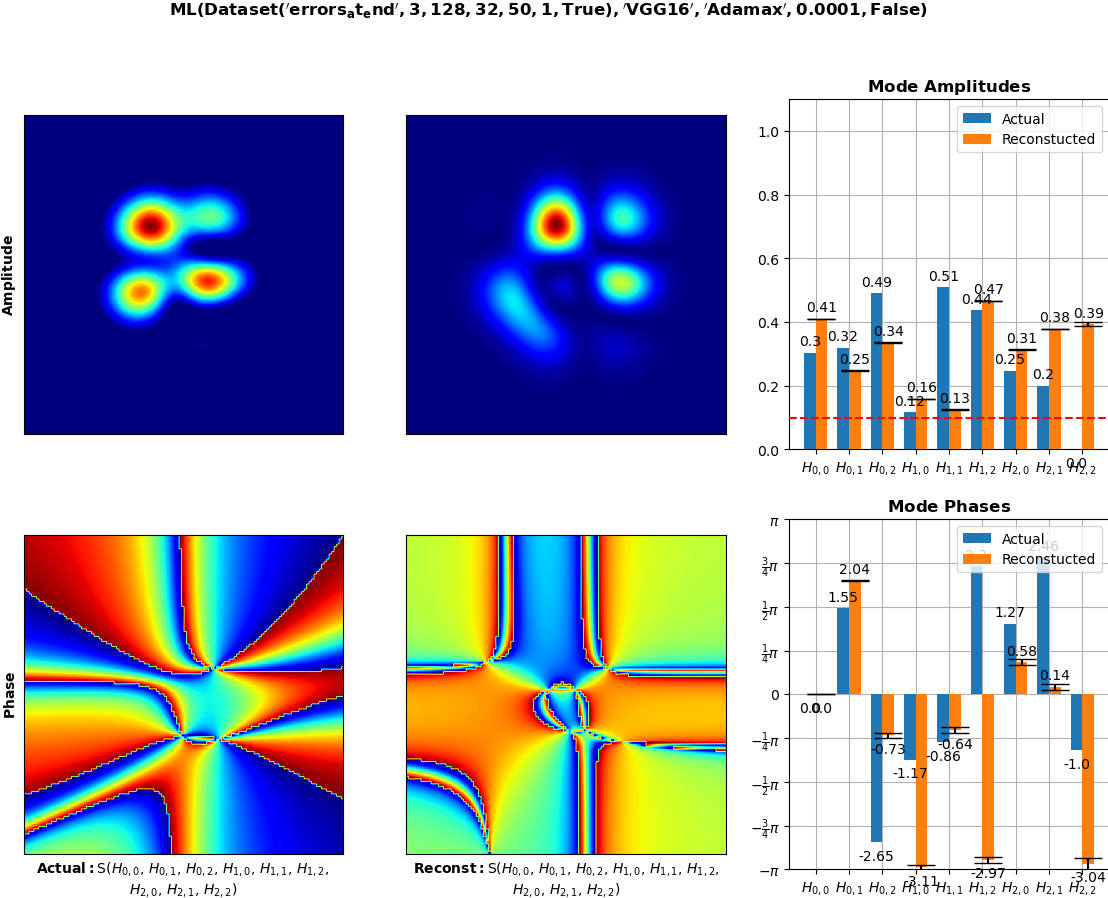 ML(Dataset('errors_at_end', 3, 128, 32, 50, 1, True), 'VGG16', 'Adamax', 0.0001, False)
Amplitude
Mode Amplitudes
Actual
Reconstucted
1.0
0.8
0.6
0.4
0.2
0.0
0.3
0.41
0.32
0.25
0.49
0.34
0.12
0.16
0.51
0.13
0.44
0.47
0.25
0.31
0.2
0.38
0.0
0.39
H0,0 H0,1 H0,2 H1,0 H1,1 H1,2 H2,0 H2,1 H2,2
Phase
Actual: S(H0,0, H0,1, H0,2, H1,0, H1,1, H1,2,
H2,0, H2,1, H2,2)
Reconst: S(H0,0, H0,1, H0,2, H1,0, H1,1, H1,2,
H2,0, H2,1, H2,2)
Mode Phases
Actual
Reconstucted
π
3/4π
1/2π
1/4π
0
−1/4π
−1/2π
−3/4π
−π
0.0
1.55
2.04
-2.65
-0.73
-1.17
-3.11
-0.86
-0.64
-2.97
1.27
0.58
2.46
0.14
-1.0
-3.04
H0,0 H0,1 H0,2 H1,0 H1,1 H1,2 H2,0 H2,1 H2,2